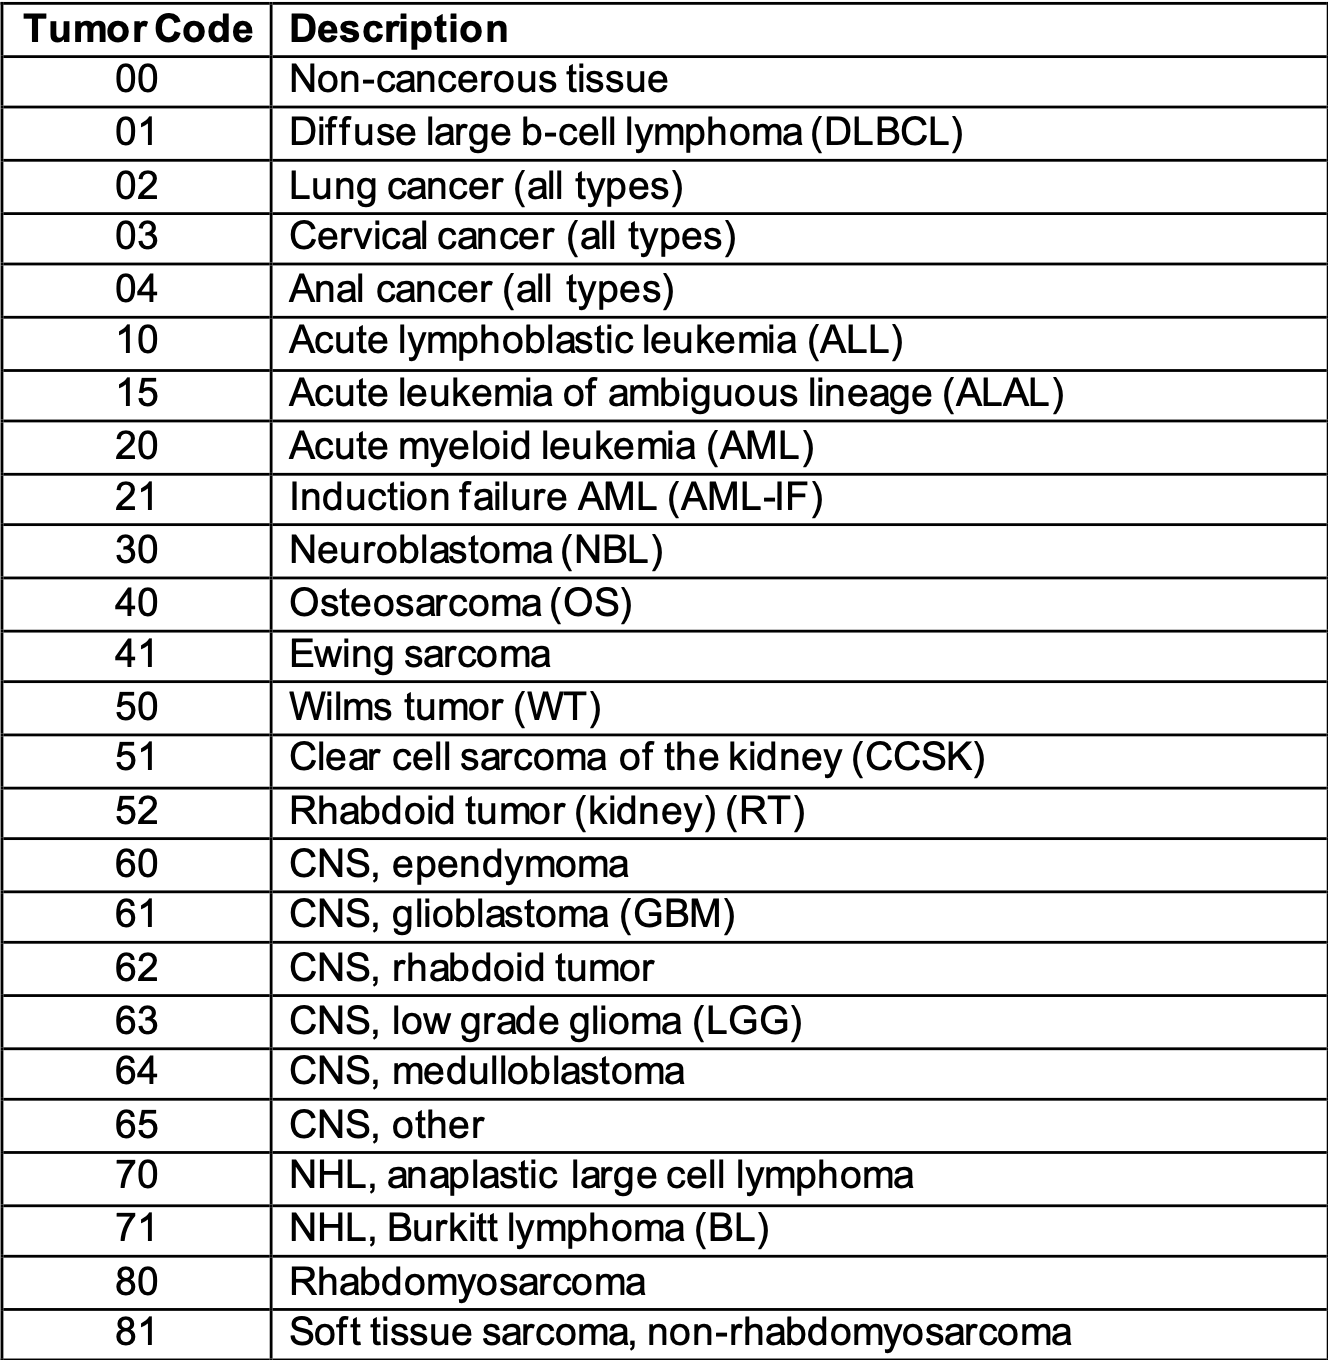 Tumor Code Description
00 Non-cancerous tissue
01 Diffuse large b-cell lymphoma (DLBCL)
02 Lung cancer (all types)
03 Cervical cancer (all types)
04 Anal cancer (all types)
10 Acute lymphoblastic leukemia (ALL)
15 Acute leukemia of ambiguous lineage (ALAL)
20 Acute myeloid leukemia (AML)
21 Induction failure AML (AML-IF)
30 Neuroblastoma (NBL)
40 Osteosarcoma (OS)
41 Ewing sarcoma
50 Wilms tumor (WT)
51 Clear cell sarcoma of the kidney (CCSK)
52 Rhabdoid tumor (kidney) (RT)
60 CNS, ependymoma
61 CNS, glioblastoma (GBM)
62 CNS, rhabdoid tumor
63 CNS, low grade glioma (LGG)
64 CNS, medulloblastoma
65 CNS, other
70 NHL, anaplastic large cell lymphoma
71 NHL, Burkitt lymphoma (BL)
80 Rhabdomyosarcoma
81 Soft tissue sarcoma, non-rhabdomyosarcoma